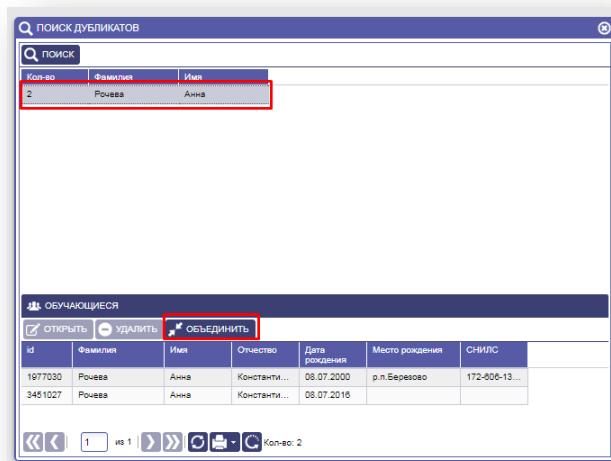 ПОИСК ДУБЛИКАТОВ
ПОИСК
Кол-во Фамилия Имя
2 Рочева Анна
ОБУЧАЮЩИЕСЯ
ОТКРЫТЬ УДАЛИТЬ ОБЪЕДИНИТЬ
id Фамилия Имя Отчество Дата рождения Место рождения СНИЛС
1977030 Рочева Анна Константи... 08.07.2000 р.п.Березово 172-606-13...
3451027 Рочева Анна Константи... 08.07.2016
1 из 1 Кол-во: 2